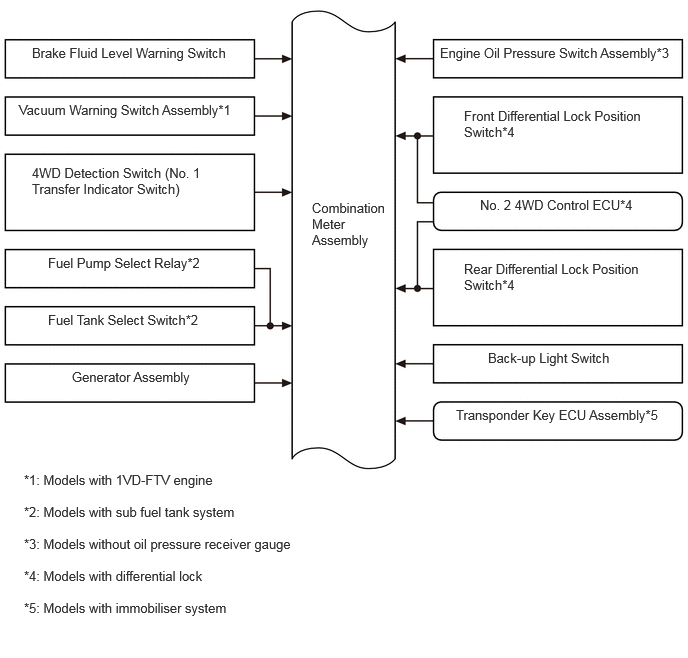 Brake Fluid Level Warning Switch
Vacuum Warning Switch Assembly*1
4WD Detection Switch (No. 1
Transfer Indicator Switch)
Fuel Pump Select Relay*2
Fuel Tank Select Switch*2
Generator Assembly
Combination
Meter
Assembly
Engine Oil Pressure Switch Assembly*3
Front Differential Lock Position
Switch*4
No. 2 4WD Control ECU*4
Rear Differential Lock Position
Switch*4
Back-up Light Switch
Transponder Key ECU Assembly*5
*1: Models with 1VD-FTV engine
*2: Models with sub fuel tank system
*3: Models without oil pressure receiver gauge
*4: Models with differential lock
*5: Models with immobiliser system